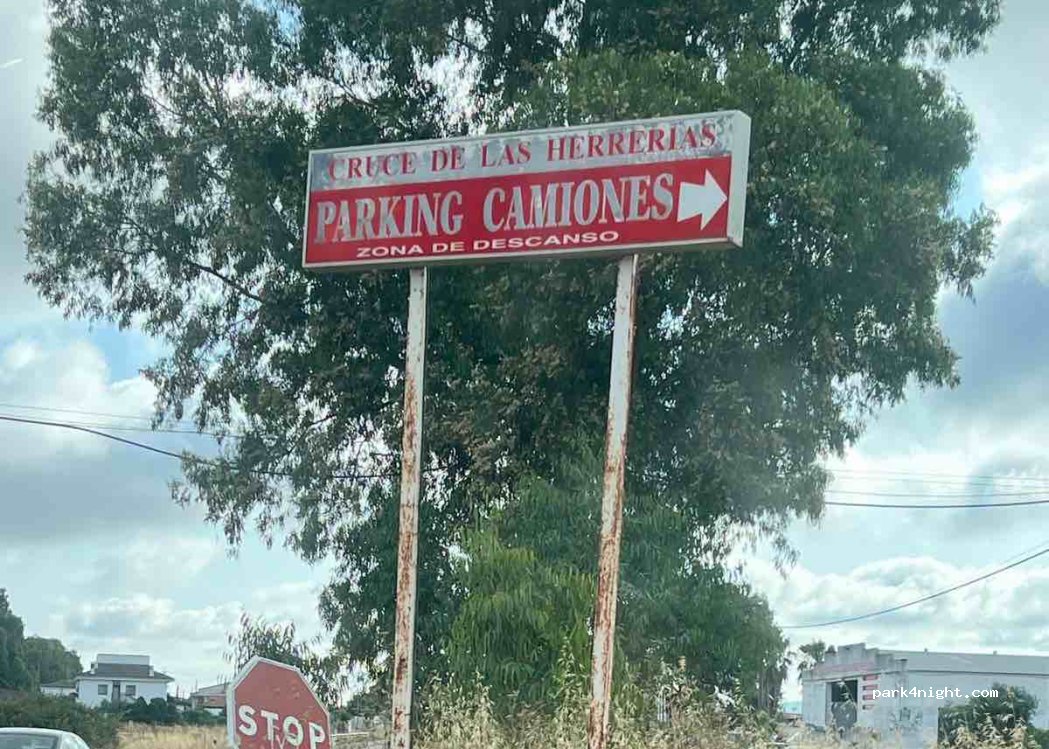 CRUCE DE LAS HERRERIAS
PARKING CAMIONES
ZONA DE DESCANSO
STOP
park4night.com